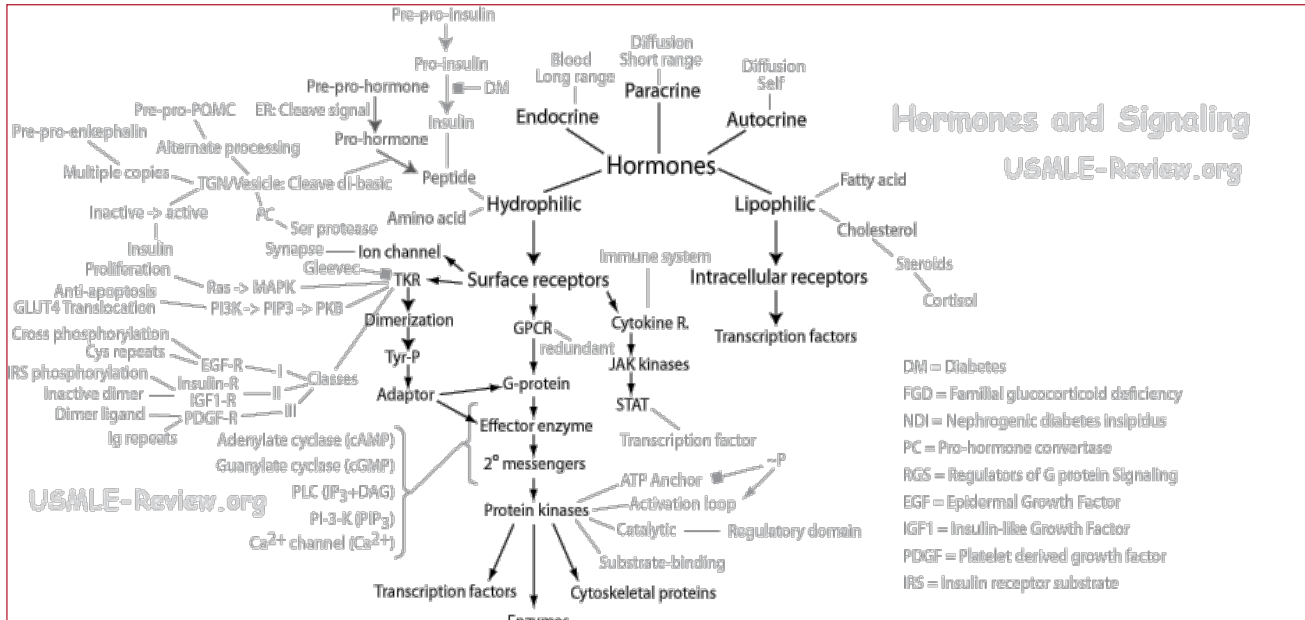 Pre-pro-insulin
Pro-insulin
DM
Insulin
Pre-pro-hormone
ER: Cleave signal
Pro-hormone
Peptide
Pre-pro-POMC
Pre-pro-enkephalin
Alternate processing
Multiple copies
TGN/Vesicle: Cleave di-basic
Inactive -> active
PC
Ser protease
Insulin
Amino acid
Blood
Long range
Endocrine
Diffusion
Short range
Paracrine
Diffusion
Self
Autocrine
Hormones
Hormones and Signaling
USMLE-Review.org
Hydrophilic
Lipophilic
Fatty acid
Cholesterol
Steroids
Cortisol
Intracellular receptors
Transcription factors
Synapse
Ion channel
Surface receptors
Immune system
Gleevec
TKR
Proliferation
Ras -> MAPK
Anti-apoptosis
GLUT4 Translocation
PI3K -> PIP3 -> PKB
Dimerization
GPCR
redundant
Cytokine R.
JAK kinases
STAT
Transcription factor
Cross phosphorylation
Cys repeats
EGF-R
I
IRS phosphorylation
Insulin-R
II
Classes
Inactive dimer
IGF1-R
Dimer ligand
PDGF-R
III
Ig repeats
Tyr-P
Adaptor
G-protein
Effector enzyme
2° messengers
Adenylate cyclase (cAMP)
Guanylate cyclase (cGMP)
PLC (IP3+DAG)
PI-3-K (PIP3)
Ca2+ channel (Ca2+)
USMLE-Review.org
Protein kinases
ATP Anchor
~P
Activation loop
Catalytic
Regulatory domain
Substrate-binding
Transcription factors
Cytoskeletal proteins
Enzymes
DM = Diabetes
FGD = Familial glucocorticoid deficiency
NDI = Nephrogenic diabetes insipidus
PC = Pro-hormone convertase
RGS = Regulators of G protein Signaling
EGF = Epidermal Growth Factor
IGF1 = Insulin-like Growth Factor
PDGF = Platelet derived growth factor
IRS = Insulin receptor substrate